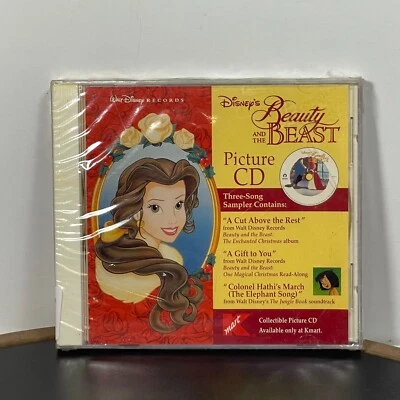 Walt Disney RECORDS
Disney's
Beauty
AND THE
BEAST
Picture
CD
Three-Song
Sampler Contains:
"A Cut Above the Rest"
from Walt Disney Records
Beauty and the Beast:
The Enchanted Christmas album
"A Gift to You"
from Walt Disney Records
Beauty and the Beast:
One Magical Christmas Read-Along
"Colonel Hathi's March
(The Elephant Song)"
from Walt Disney's The Jungle Book soundtrack
mart
Collectible Picture CD
Available only at Kmart.